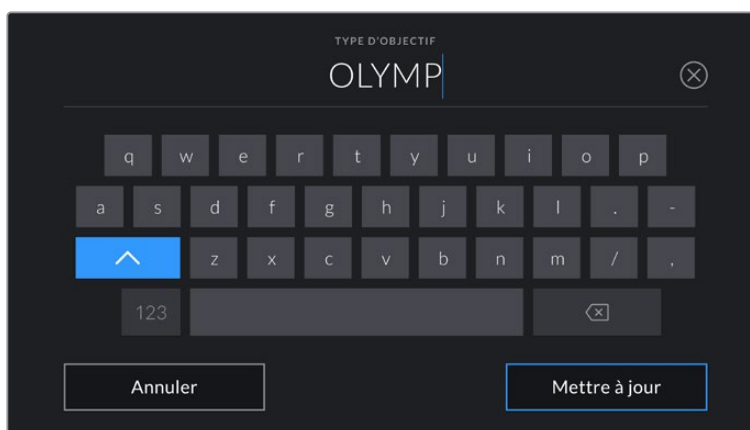 TYPE D'OBJECTIF
OLYMP
q w e r t y u i o p
a s d f g h j k l . -
z x c v b n m / ,
123
Annuler Mettre à jour